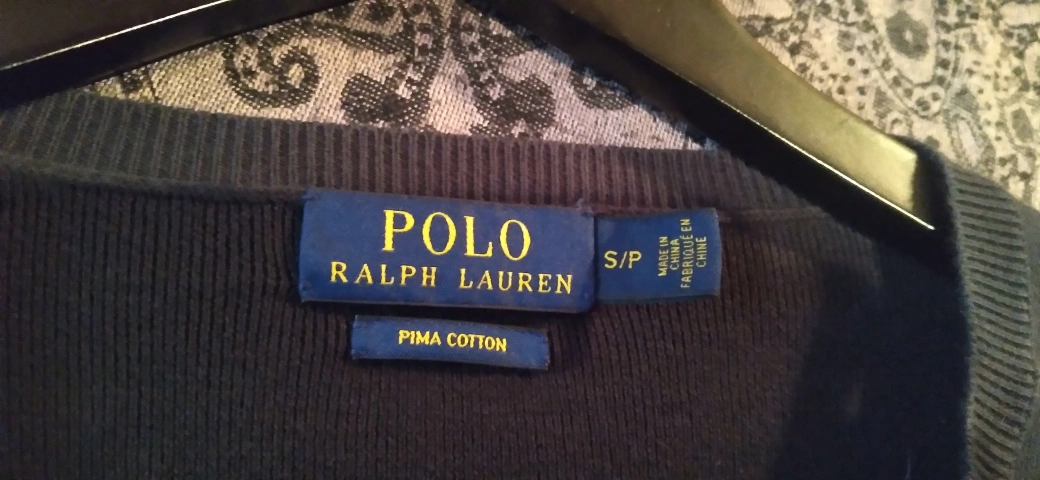 POLO
RALPH LAUREN
S/P
MADE IN
CHINA
FABRIQUÉ EN
CHINE
PIMA COTTON